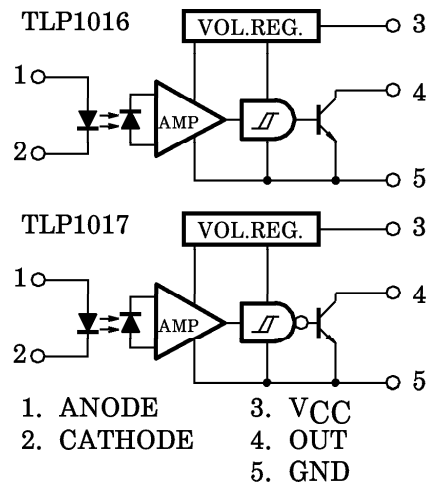 TLP1016
VOL.REG.
3
1
4
AMP
2
5
TLP1017
VOL.REG.
3
1
4
AMP
2
5
1. ANODE
2. CATHODE
3. VCC
4. OUT
5. GND